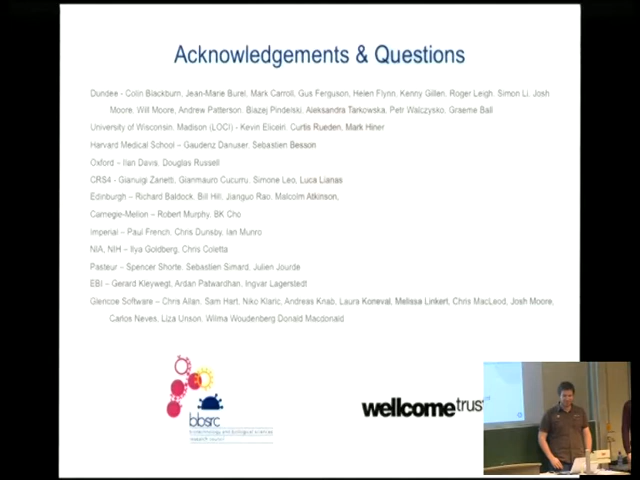 Acknowledgements & Questions
Dundee - Colin Blackburn, Jean-Marie Burel, Mark Carroll, Gus Ferguson, Helen Flynn, Kenny Gillen, Roger Leigh, Simon Li, Josh
Moore, Will Moore, Andrew Patterson, Blazej Pindelski, Aleksandra Tarkowska, Petr Walczysko, Graeme Ball
University of Wisconsin, Madison (LOCI) - Kevin Eliceiri, Curtis Rueden, Mark Hiner
Harvard Medical School – Gaudenz Danuser, Sebastien Besson
Oxford - Ilan Davis, Douglas Russell
CRS4 - Gianluigi Zanetti, Gianmauro Cuccuru, Simone Leo, Luca Lianas
Edinburgh – Richard Baldock, Bill Hill, Jianguo Rao, Malcolm Atkinson,
Carnegie-Mellon – Robert Murphy, BK Cho
Imperial – Paul French, Chris Dunsby, Ian Munro
NIA, NIH – Ilya Goldberg, Chris Coletta
Pasteur – Spencer Shorte, Sebastien Simard, Julien Jourde
EBI – Gerard Kleywegt, Ardan Patwardhan, Ingvar Lagerstedt
Glencoe Software – Chris Allan, Sam Hart, Niko Klaric, Andreas Knab, Laura Koneval, Melissa Linkert, Chris MacLeod, Josh Moore,
Carlos Neves, Liza Unson, Wilma Woudenberg Donald Macdonald
bbsrc
biotechnology and biological sciences
research council
wellcometrust